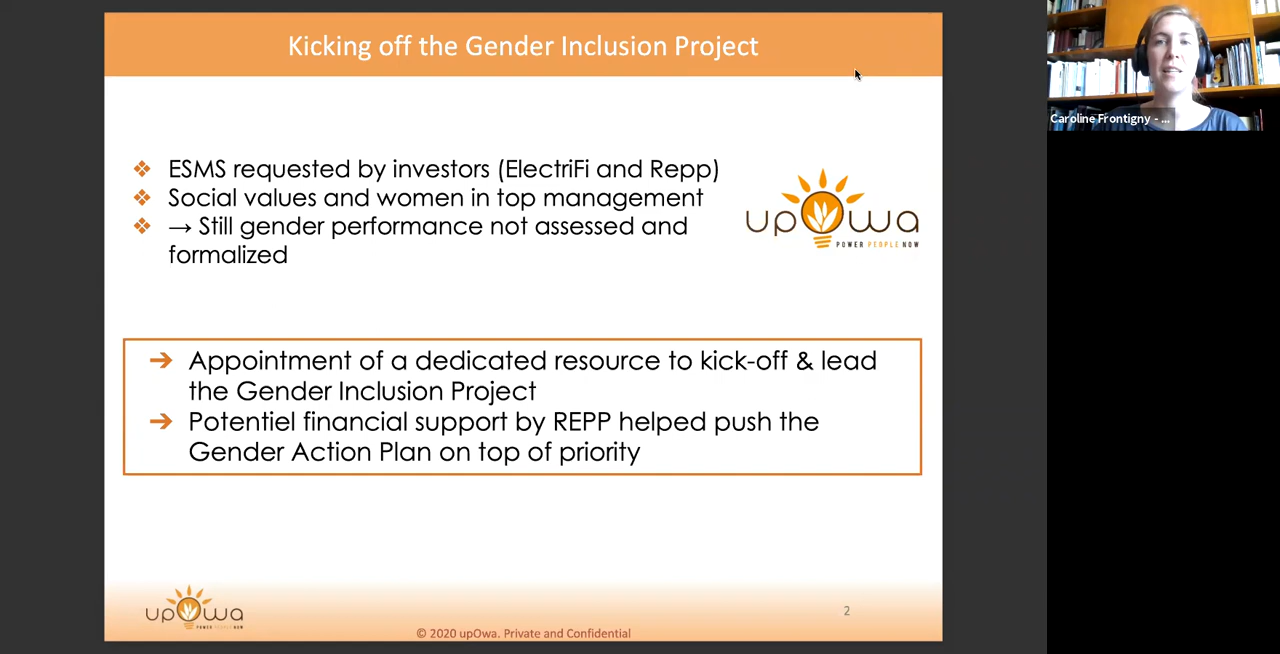 Kicking off the Gender Inclusion Project
❖ ESMS requested by investors (ElectriFi and Repp)
❖ Social values and women in top management
❖ → Still gender performance not assessed and
formalized
upOwa
POWER PEOPLE NOW
➔ Appointment of a dedicated resource to kick-off & lead
the Gender Inclusion Project
➔ Potentiel financial support by REPP helped push the
Gender Action Plan on top of priority
upOwa
POWER PEOPLE NOW
2
© 2020 upOwa. Private and Confidential
Caroline Frontigny - ...